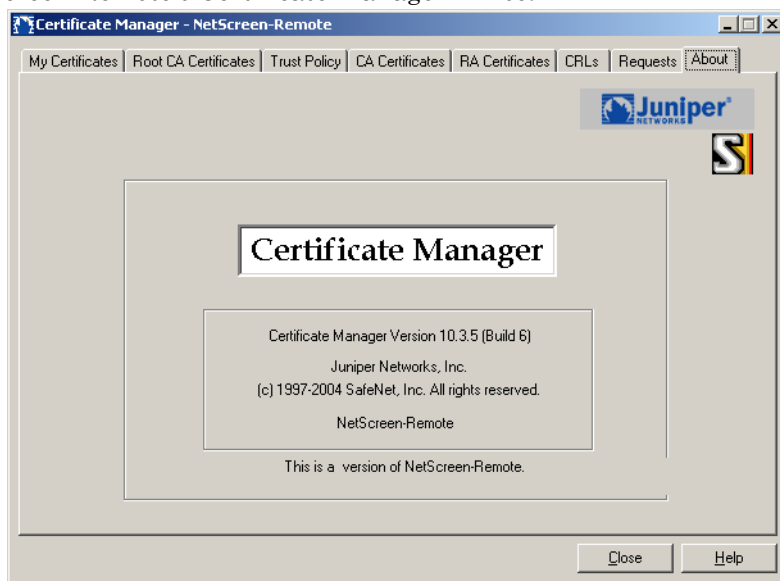 Certificate Manager - NetScreen-Remote
My Certificates Root CA Certificates Trust Policy CA Certificates RA Certificates CRLs Requests About
Juniper
NETWORKS
Certificate Manager
Certificate Manager Version 10.3.5 (Build 6)
Juniper Networks, Inc.
(c) 1997-2004 SafeNet, Inc. All rights reserved.
NetScreen-Remote
This is a version of NetScreen-Remote.
Close Help